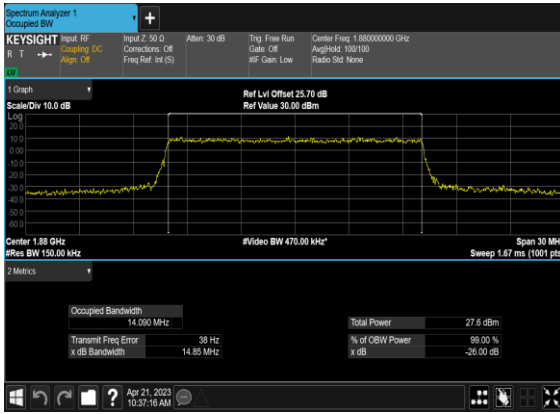 Spectrum Analyzer 1
Occupied BW
KEYSIGHT
R T
LXI
Input: RF
Coupling: DC
Align: Off
Input Z: 50 Ω
Corrections: Off
Freq Ref: Int (S)
Atten: 30 dB
Trig: Free Run
Gate: Off
#IF Gain: Low
Center Freq: 1.880000000 GHz
Avg|Hold: 100/100
Radio Std: None
1 Graph
Scale/Div 10.0 dB
Ref Lvl Offset 25.70 dB
Ref Value 30.00 dBm
Log
20.0
10.0
0.00
-10.0
-20.0
-30.0
-40.0
-50.0
-60.0
Center 1.88 GHz
#Res BW 150.00 kHz
#Video BW 470.00 kHz*
Span 30 MH
Sweep 1.67 ms (1001 pts
2 Metrics
Occupied Bandwidth
14.090 MHz
Transmit Freq Error 38 Hz
x dB Bandwidth 14.85 MHz
Total Power 27.6 dBm
% of OBW Power 99.00 %
x dB -26.00 dB
Apr 21, 2023
10:37:16 AM